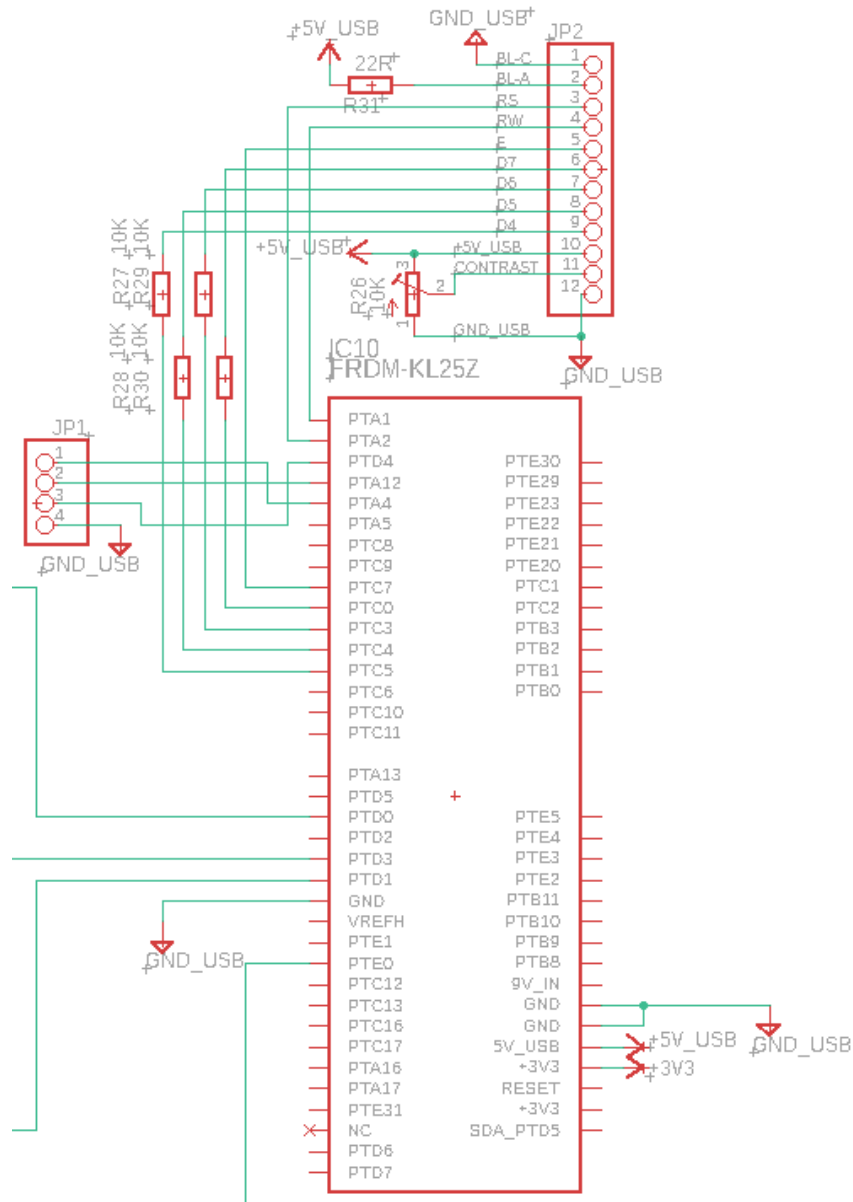 +5V_USB
GND_USB
JP2
22R
R31
BL-C 1
BL-A 2
RS 3
RW 4
E 5
D7 6
D6 7
D5 8
D4 9
+5V_USB
+5V_USB 10
CONTRAST 11
12
3
2
1
R26
10K
GND_USB
GND_USB
R27
10K
R29
10K
R28
10K
R30
10K
IC10
FRDM-KL25Z
JP1
1
2
3
4
GND_USB
PTA1
PTA2
PTD4 PTE30
PTA12 PTE29
PTA4 PTE23
PTA5 PTE22
PTC8 PTE21
PTC9 PTE20
PTC7 PTC1
PTC0 PTC2
PTC3 PTB3
PTC4 PTB2
PTC5 PTB1
PTC6 PTB0
PTC10
PTC11
PTA13
PTD5
PTD0 PTE5
PTD2 PTE4
PTD3 PTE3
PTD1 PTE2
GND PTB11
VREFH PTB10
PTE1 PTB9
PTE0 PTB8
PTC12 9V_IN
PTC13 GND
PTC16 GND
PTC17 5V_USB
PTA16 +3V3
PTA17 RESET
PTE31 +3V3
NC SDA_PTD5
PTD6
PTD7
GND_USB
+5V_USB
GND_USB
+3V3